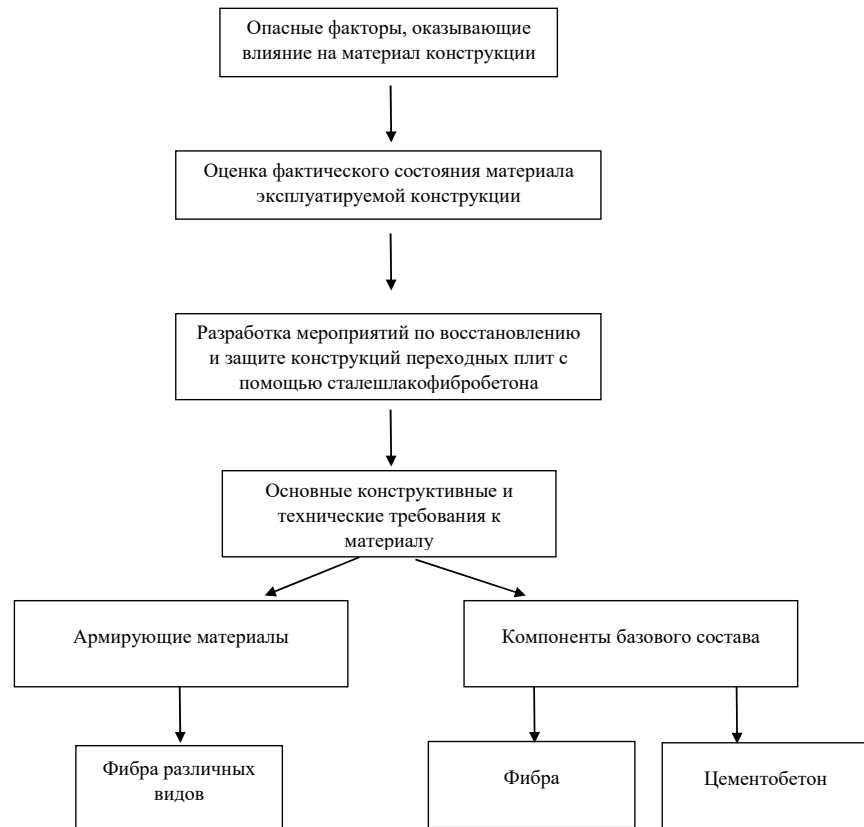 Опасные факторы, оказывающие
влияние на материал конструкции
Оценка фактического состояния материала
эксплуатируемой конструкции
Разработка мероприятий по восстановлению
и защите конструкций переходных плит с
помощью сталешлакофибробетона
Основные конструктивные и
технические требования к
материалу
Армирующие материалы
Компоненты базового состава
Фибра различных
видов
Фибра
Цементобетон